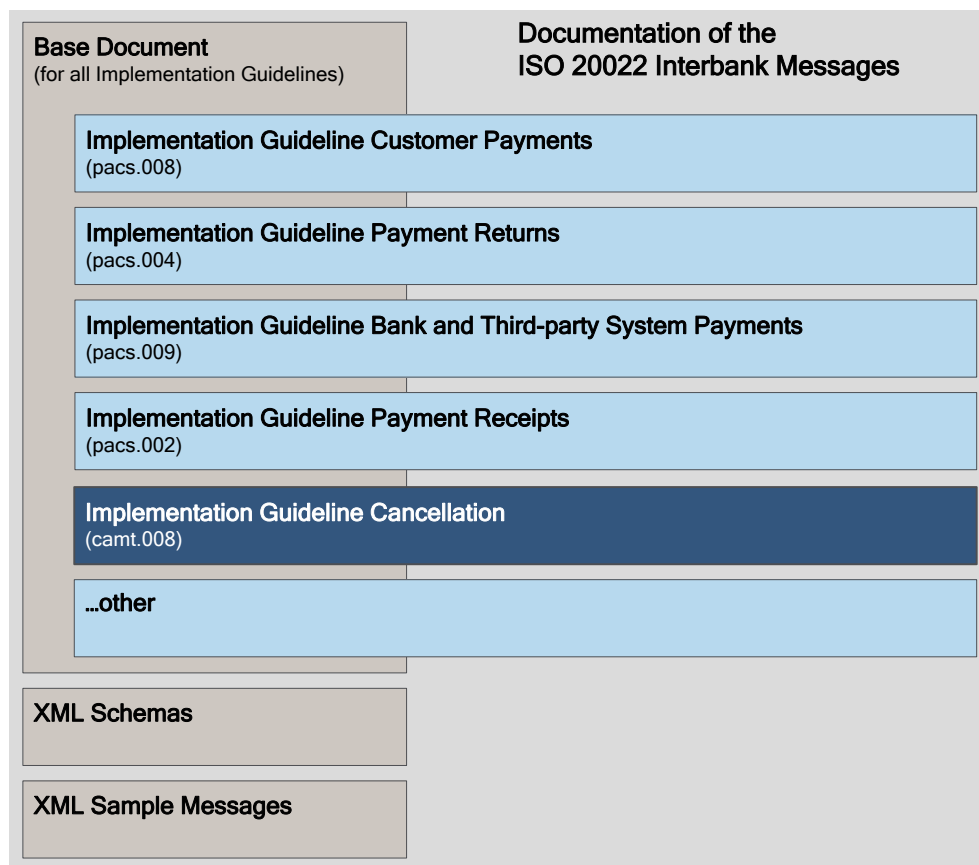 Base Document
(for all Implementation Guidelines)
Documentation of the
ISO 20022 Interbank Messages
Implementation Guideline Customer Payments
(pacs.008)
Implementation Guideline Payment Returns
(pacs.004)
Implementation Guideline Bank and Third-party System Payments
(pacs.009)
Implementation Guideline Payment Receipts
(pacs.002)
Implementation Guideline Cancellation
(camt.008)
...other
XML Schemas
XML Sample Messages